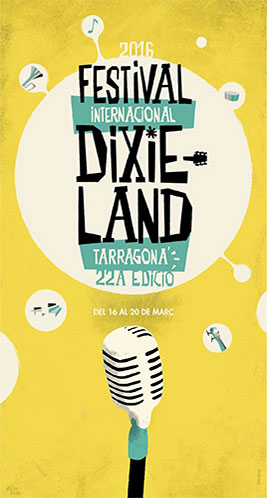 2016
FESTIVAL
INTERNACIONAL
DIXIE-
LAND
TARRAGONA
22A EDICIÓ
DEL 16 AL 20 DE MARÇ